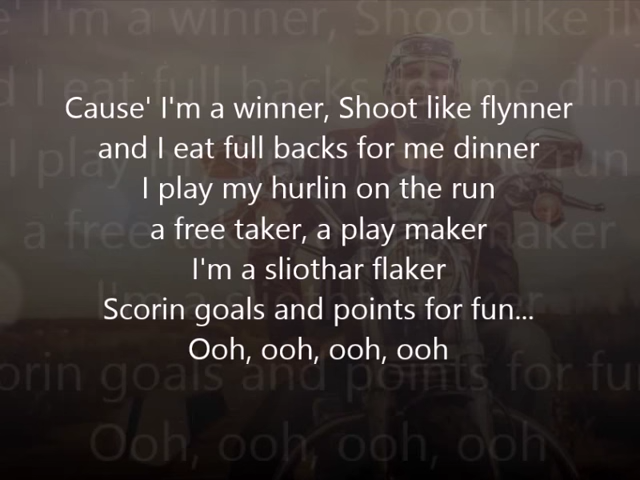 Cause' I'm a winner, Shoot like flynner
and I eat full backs for me dinner
I play my hurlin on the run
a free taker, a play maker
I'm a sliothar flaker
Scorin goals and points for fun...
Ooh, ooh, ooh, ooh